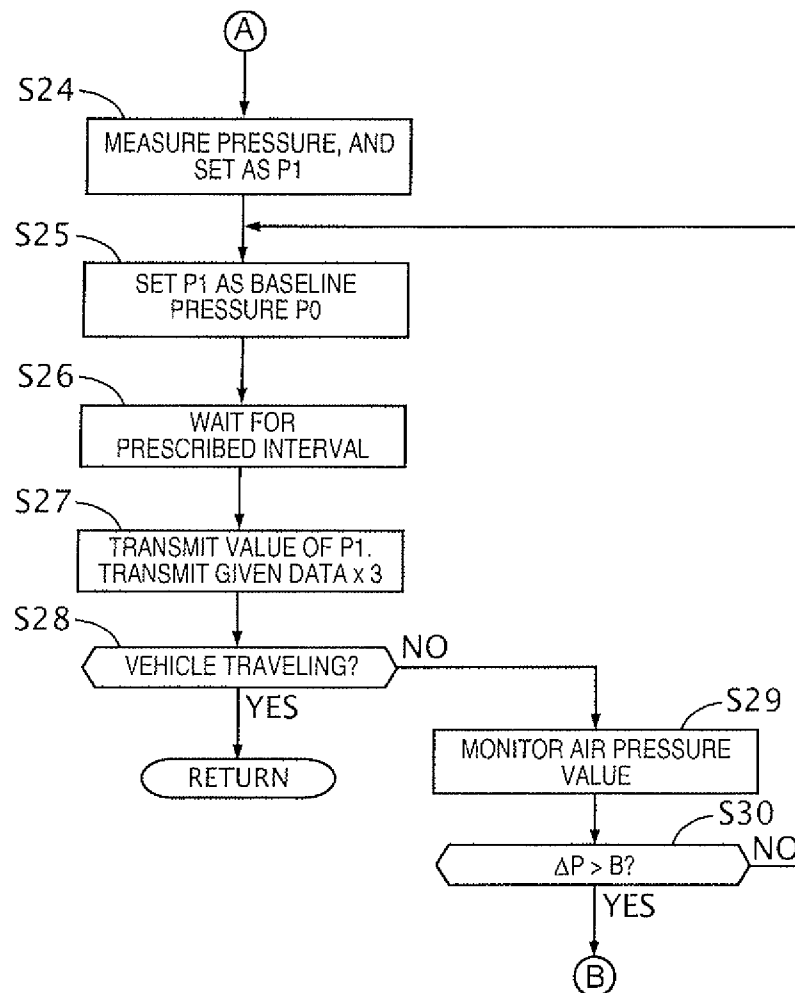 A
S24
MEASURE PRESSURE, AND
SET AS P1
S25
SET P1 AS BASELINE
PRESSURE P0
S26
WAIT FOR
PRESCRIBED INTERVAL
S27
TRANSMIT VALUE OF P1.
TRANSMIT GIVEN DATA x 3
S28
VEHICLE TRAVELING?
NO
YES
RETURN
S29
MONITOR AIR PRESSURE
VALUE
S30
ΔP > B?
NO
YES
B